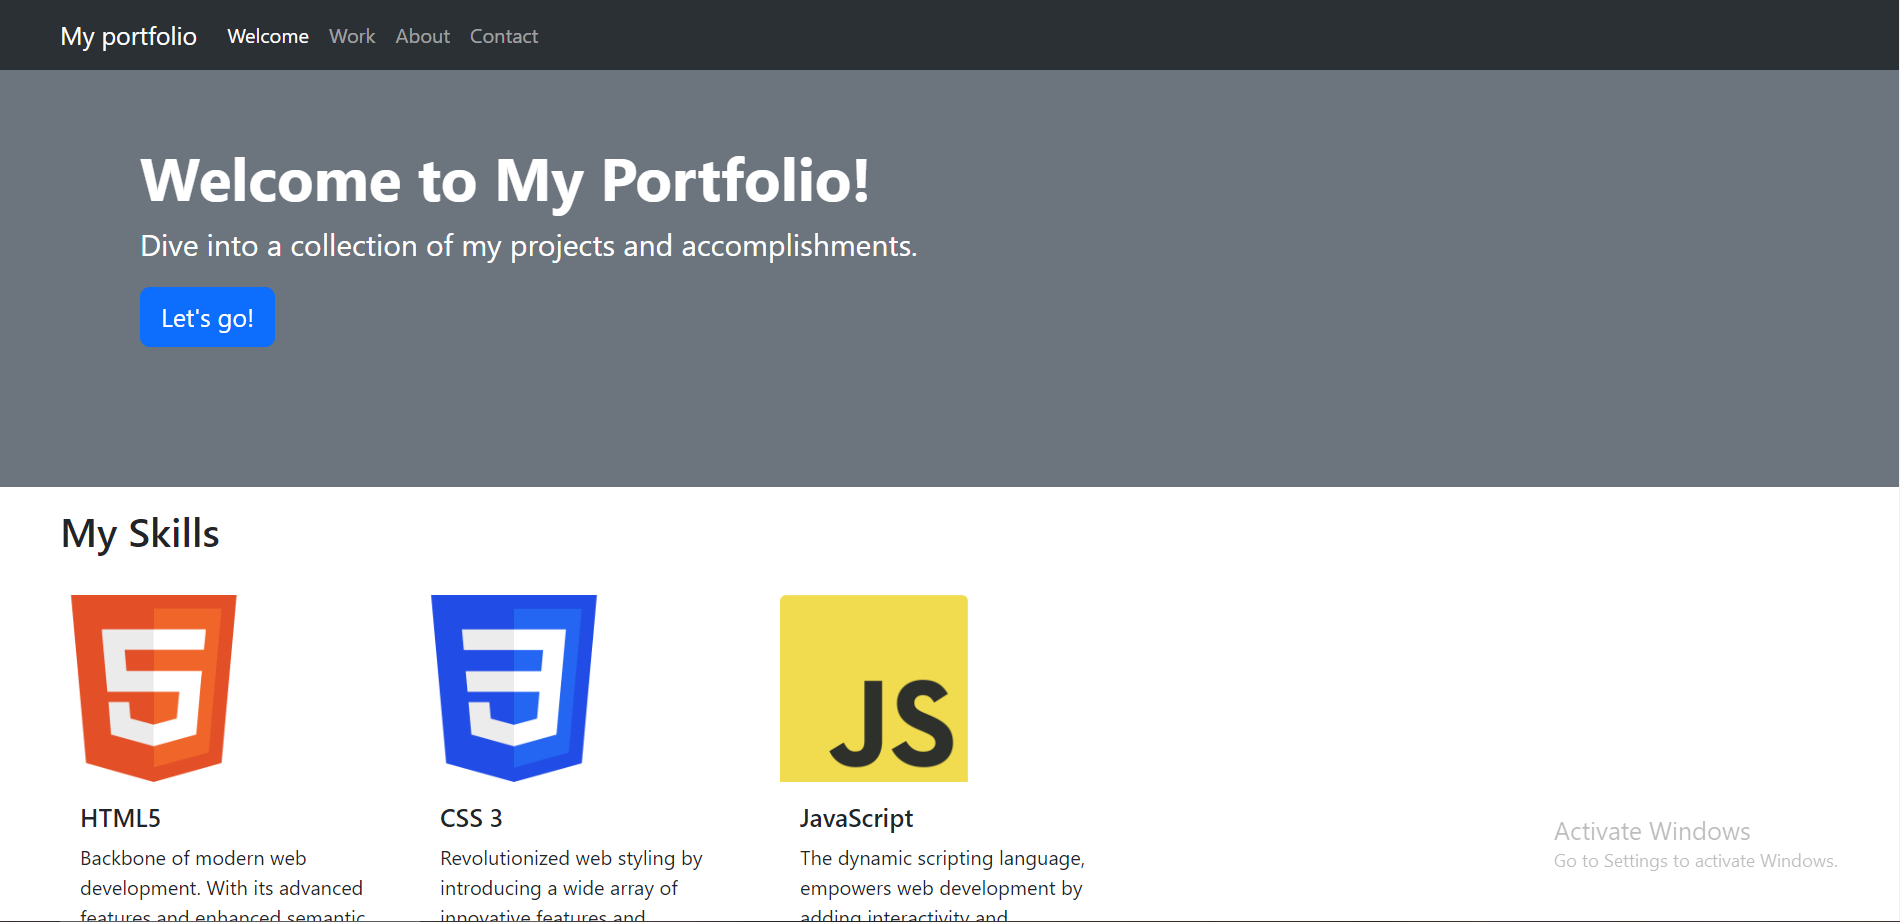 My portfolio Welcome Work About Contact
Welcome to My Portfolio!
Dive into a collection of my projects and accomplishments.
Let's go!
My Skills
5
3
JS
HTML5
Backbone of modern web
development. With its advanced
features and enhanced semantic
CSS 3
Revolutionized web styling by
introducing a wide array of
innovative features and
JavaScript
The dynamic scripting language,
empowers web development by
adding interactivity and
Activate Windows
Go to Settings to activate Windows.